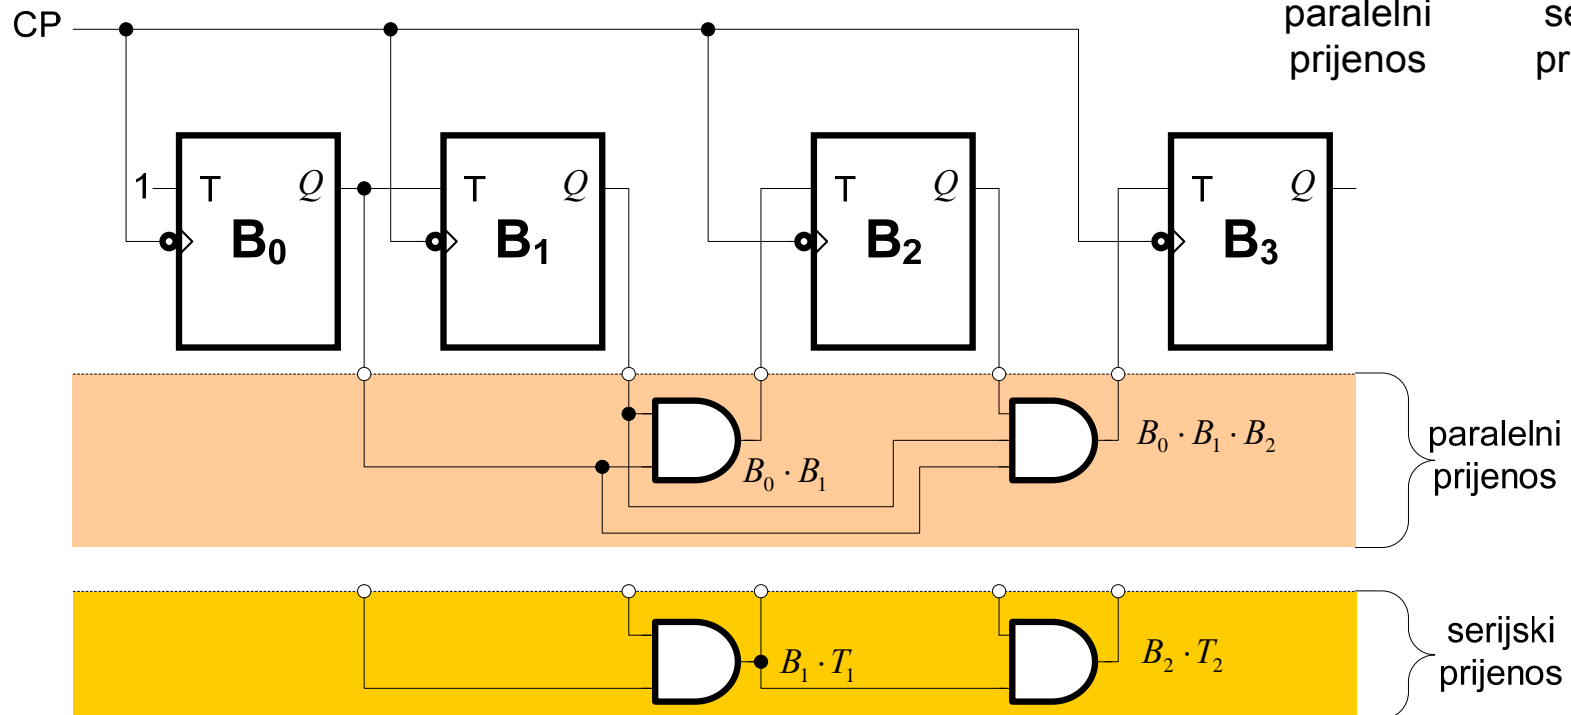 CP
paralelni
prijenos
1
T Q
B₀
T Q
B₁
T Q
B₂
T Q
B₃
B₀ · B₁
B₀ · B₁ · B₂
paralelni
prijenos
B₁ · T₁
B₂ · T₂
serijski
prijenos